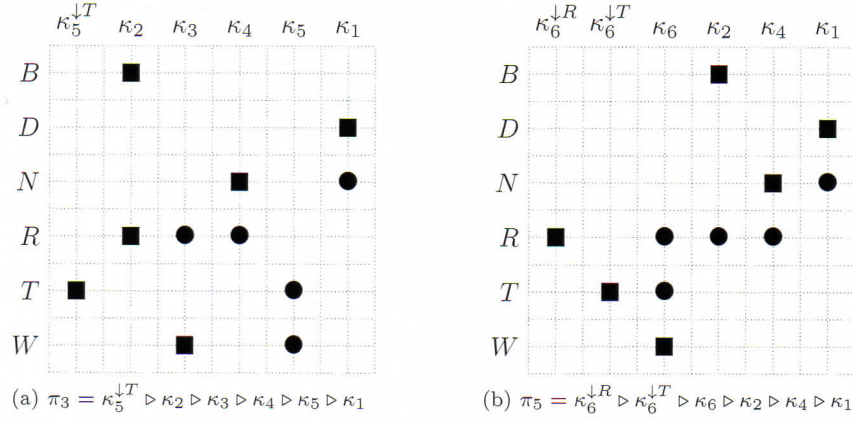 κ₅^{↓T} κ₂ κ₃ κ₄ κ₅ κ₁
B
D
N
R
T
W
(a) π₃ = κ₅^{↓T} ▷ κ₂ ▷ κ₃ ▷ κ₄ ▷ κ₅ ▷ κ₁
κ₆^{↓R} κ₆^{↓T} κ₆ κ₂ κ₄ κ₁
B
D
N
R
T
W
(b) π₅ = κ₆^{↓R} ▷ κ₆^{↓T} ▷ κ₆ ▷ κ₂ ▷ κ₄ ▷ κ₁